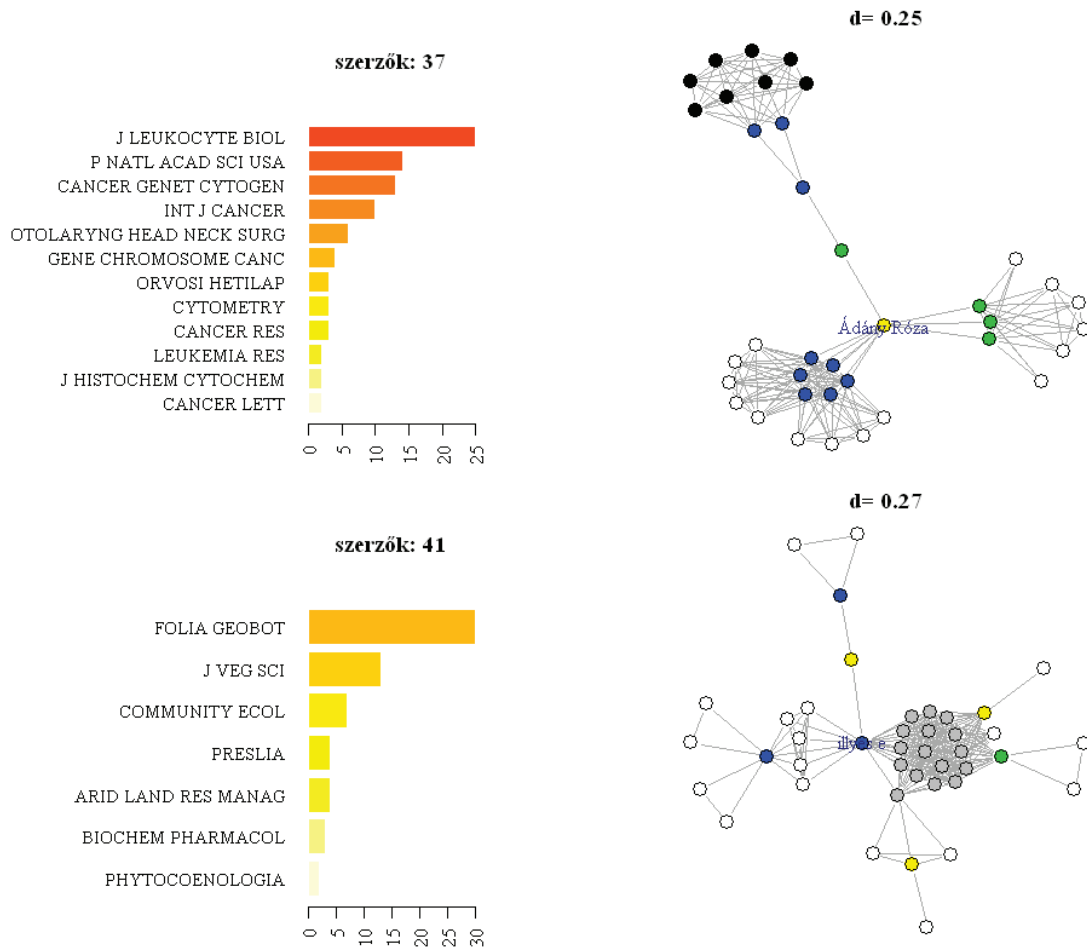 szerzők: 37
J LEUKOCYTE BIOL
P NATL ACAD SCI USA
CANCER GENET CYTOGEN
INT J CANCER
OTOLARYNG HEAD NECK SURG
GENE CHROMOSOME CANC
ORVOSI HETILAP
CYTOMETRY
CANCER RES
LEUKEMIA RES
J HISTOCHEM CYTOCHEM
CANCER LETT
0 5 10 15 20 25
d= 0.25
Ádány Róza
szerzők: 41
FOLIA GEOBOT
J VEG SCI
COMMUNITY ECOL
PRESLIA
ARID LAND RES MANAG
BIOCHEM PHARMACOL
PHYTOCOENOLOGIA
0 5 10 15 20 25 30
d= 0.27
illyes e